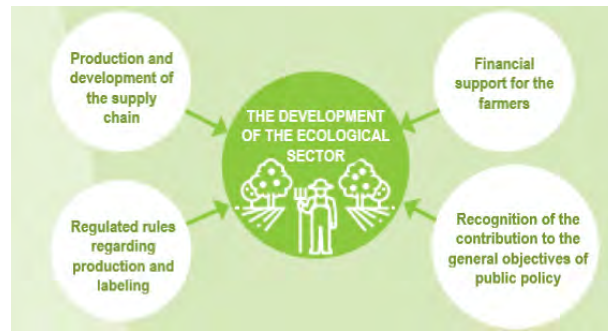 Production and
development of
the supply
chain
Financial
support for the
farmers
THE DEVELOPMENT
OF THE ECOLOGICAL
SECTOR
Regulated rules
regarding
production and
labeling
Recognition of the
contribution to the
general objectives of
public policy